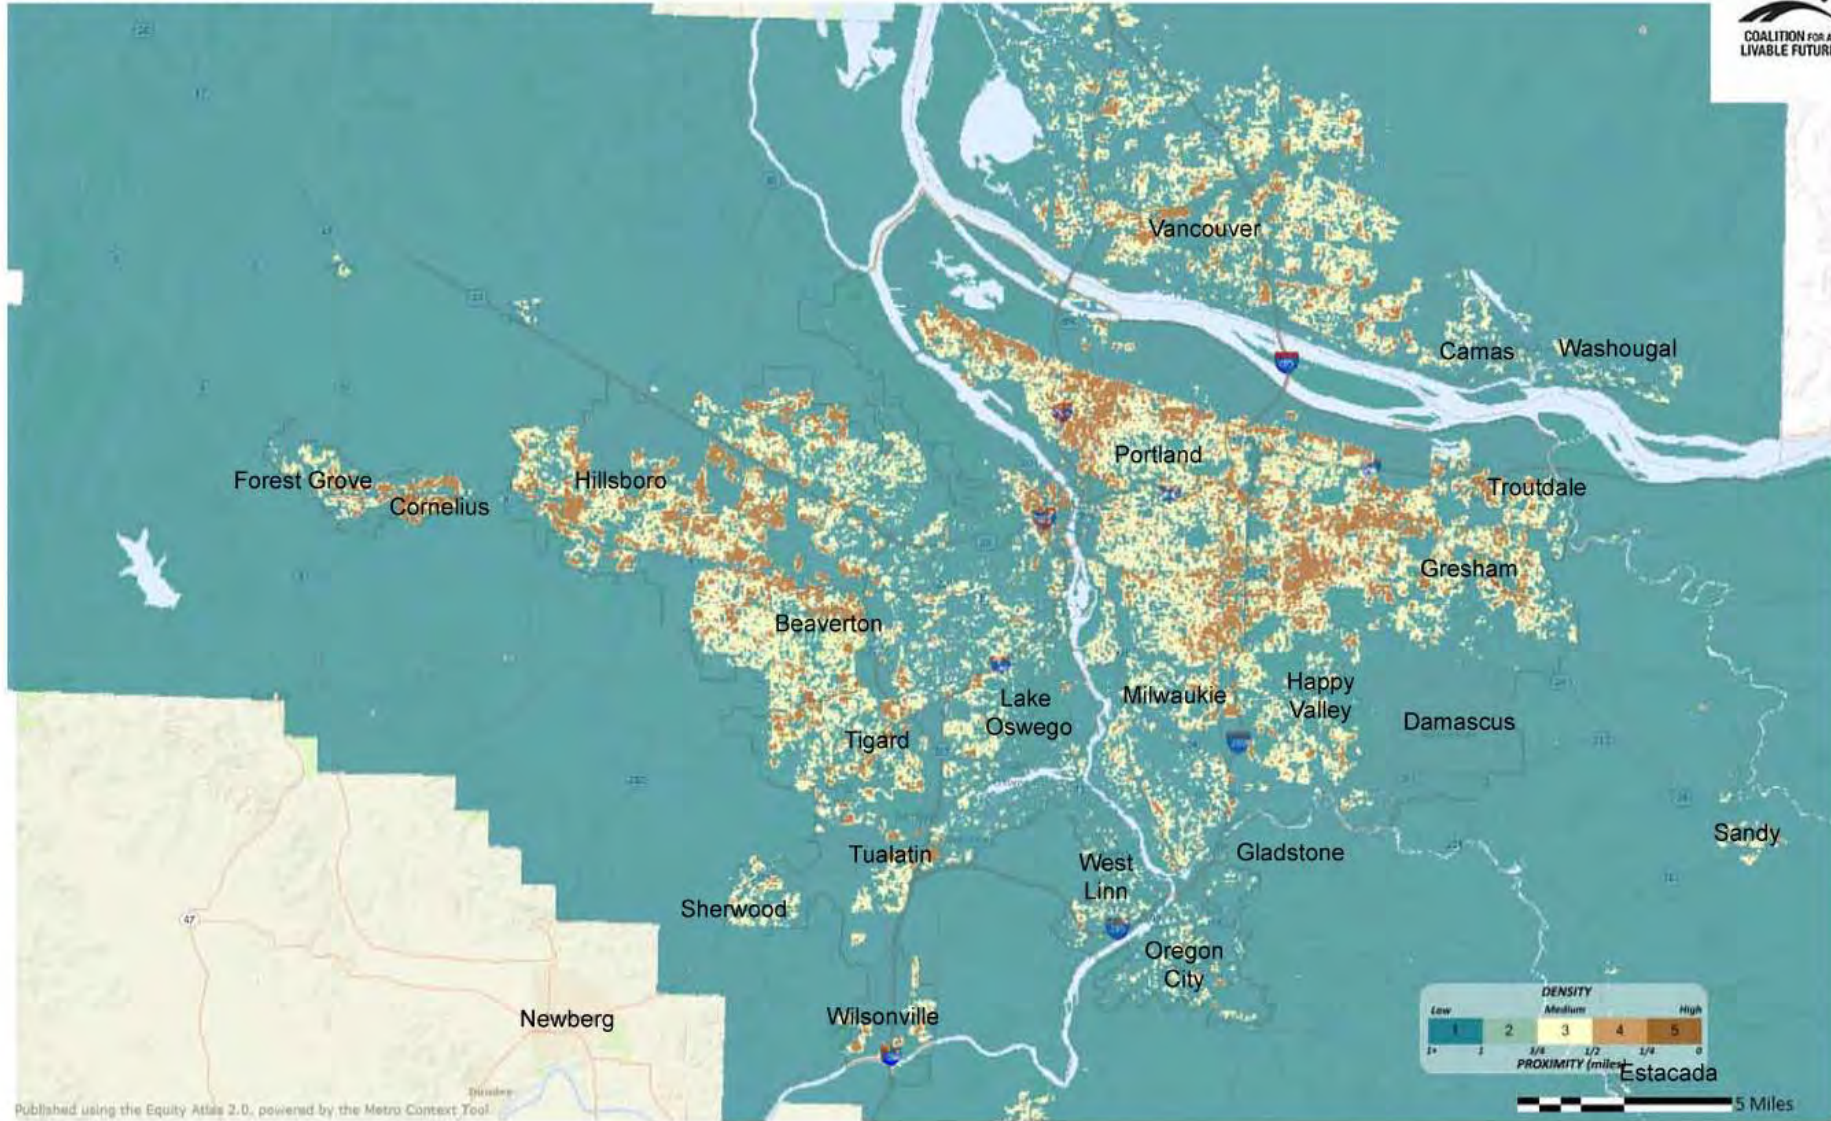 COALITION FOR A
LIVABLE FUTURE
Vancouver
Camas
Washougal
Portland
Forest Grove
Cornelius
Hillsboro
Troutdale
Gresham
Beaverton
Lake
Oswego
Milwaukie
Happy
Valley
Damascus
Tigard
Sandy
Tualatin
West
Linn
Gladstone
Sherwood
47
Oregon
City
Newberg
Wilsonville
DENSITY
Low Medium High
1 2 3 4 5
1+ 1 3/4 1/2 1/4 0
PROXIMITY (miles)
Estacada
Dundee
5 Miles
Published using the Equity Atlas 2.0, powered by the Metro Context Tool